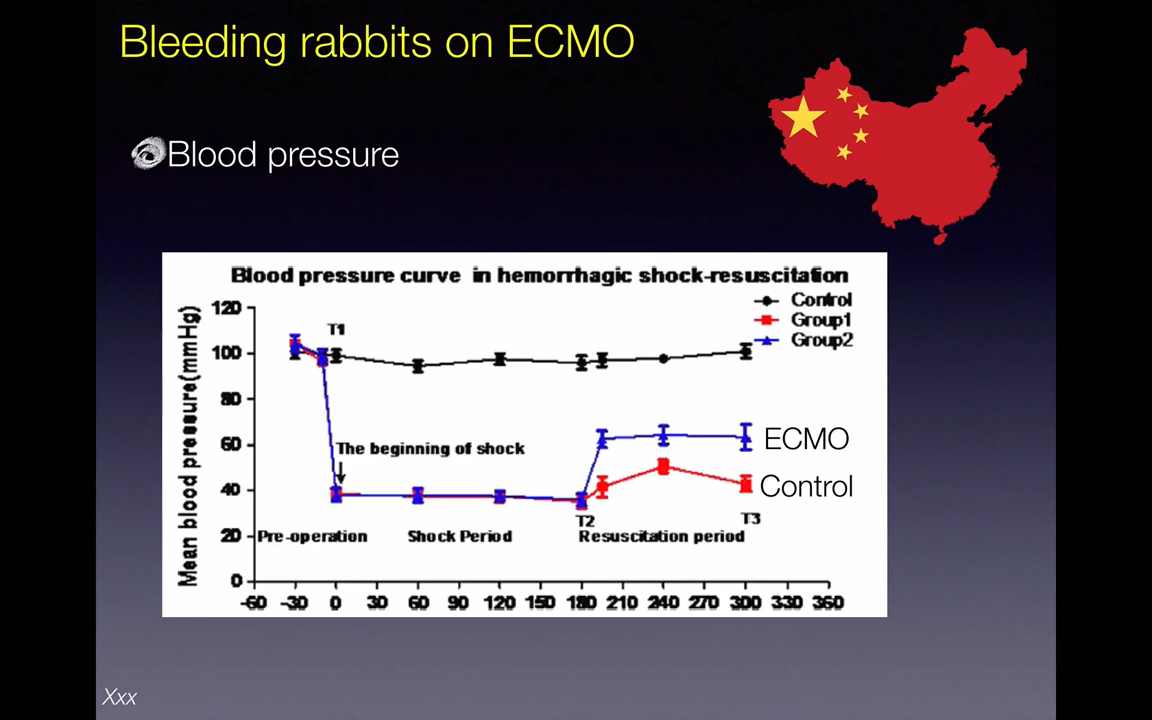 Bleeding rabbits on ECMO
Blood pressure
Blood pressure curve in hemorrhagic shock-resuscitation
Control
Group1
Group2
Mean blood pressure(mmHg)
120
100
80
60
40
20
0
T1
The beginning of shock
ECMO
Control
T2
T3
Pre-operation
Shock Period
Resuscitation period
-60 -30 0 30 60 90 120 150 180 210 240 270 300 330 360
Xxx